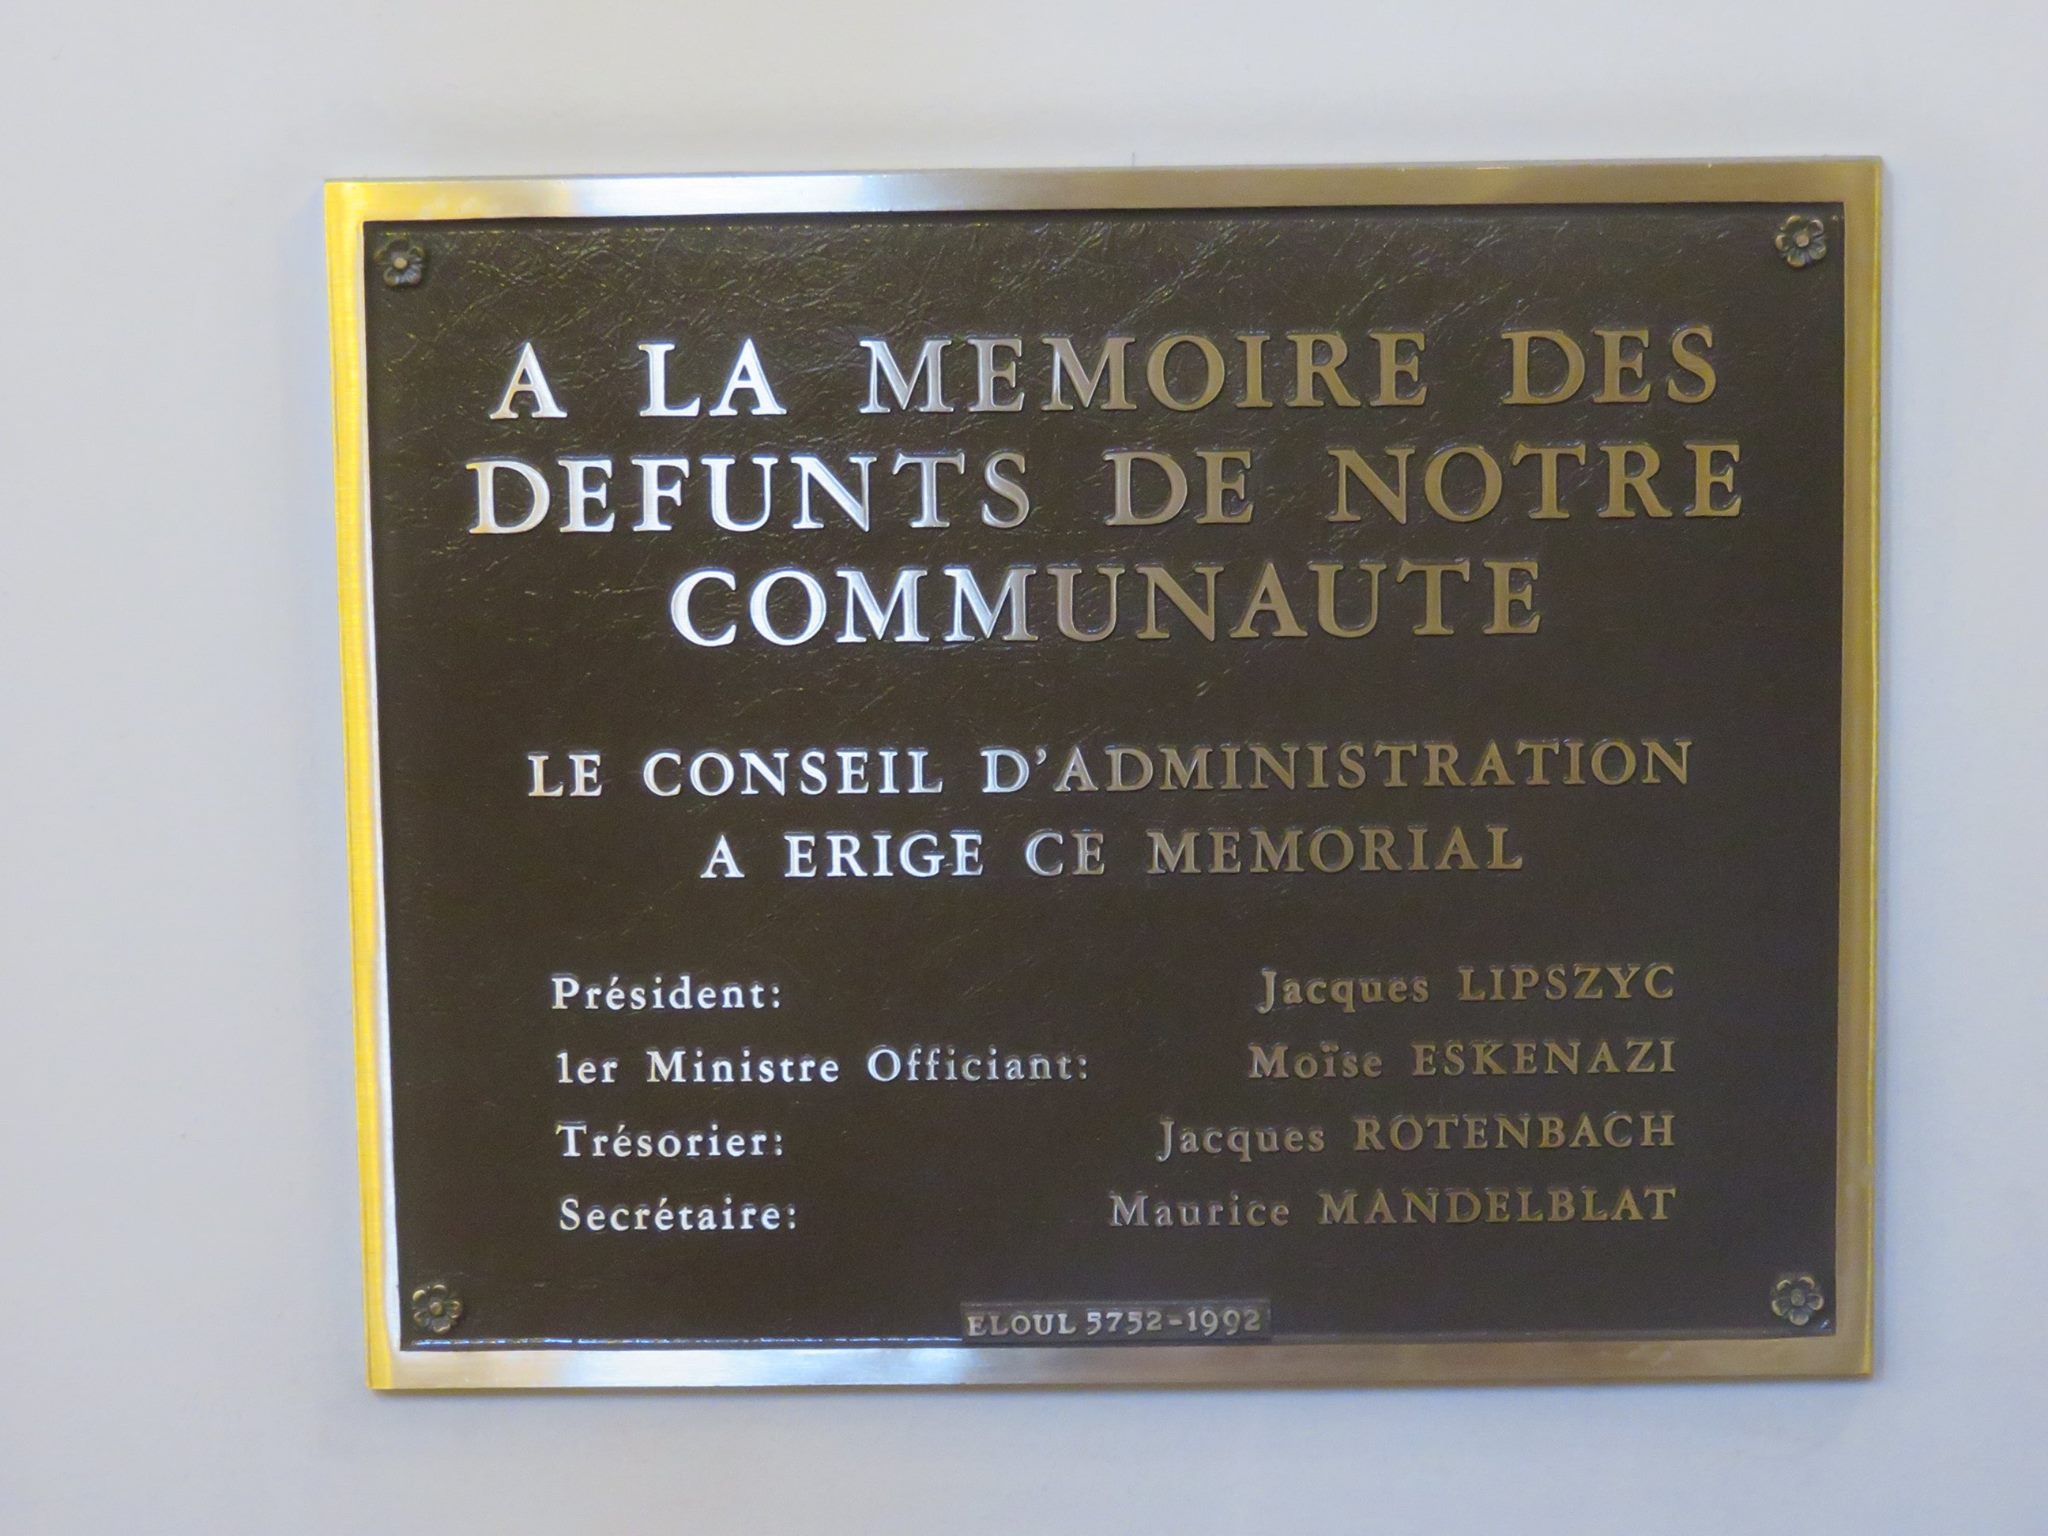 A LA MEMOIRE DES
DEFUNTS DE NOTRE
COMMUNAUTE
LE CONSEIL D'ADMINISTRATION
A ERIGE CE MEMORIAL
Président: Jacques LIPSZYC
1er Ministre Officiant: Moïse ESKENAZI
Trésorier: Jacques ROTENBACH
Secrétaire: Maurice MANDELBLAT
ELOUL 5752-1992